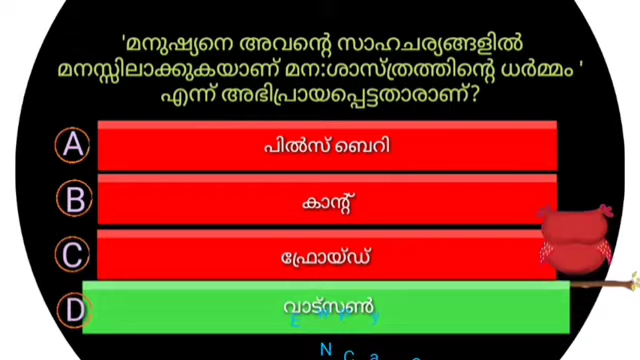 'മനുഷ്യനെ അവന്റെ സാഹചര്യങ്ങളിൽ
മനസ്സിലാക്കുകയാണ് മന:ശാസ്ത്രത്തിന്റെ ധർമ്മം '
എന്ന് അഭിപ്രായപ്പെട്ടതാരാണ്?
A പിൽസ് ബെറി
B കാന്റ്
C ഫ്രോയ്ഡ്
D വാട്സൺ
N C a